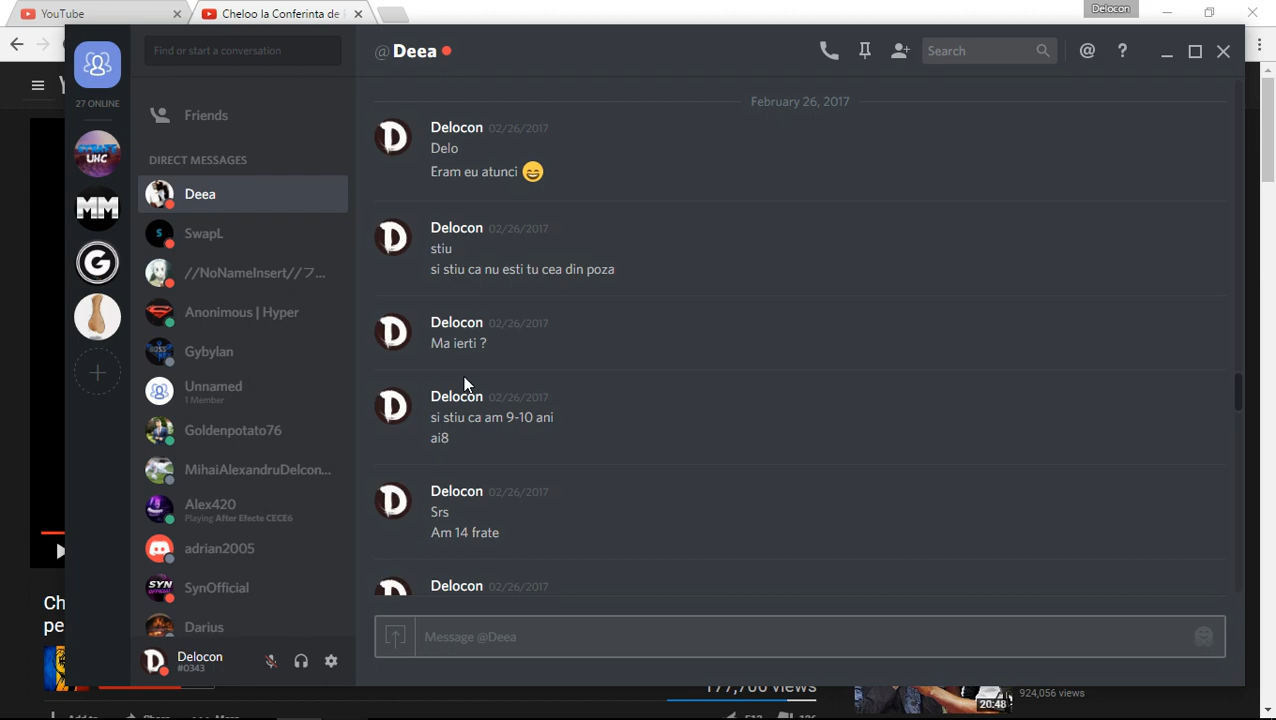 YouTube
Cheloo la Conferinta de
Delocon
Find or start a conversation
@Deea
Search
@ ?
27 ONLINE
Friends
DIRECT MESSAGES
Deea
SwapL
//NoNameInsert//フ...
Anonimous | Hyper
Gybylan
Unnamed
1 Member
Goldenpotato76
MihaiAlexandruDelcon...
Alex420
Playing After Efecte CECE6
adrian2005
SynOfficial
Darius
Delocon
#0343
UHC
MM
G
February 26, 2017
Delocon 02/26/2017
Delo
Eram eu atunci 😄
Delocon 02/26/2017
stiu
si stiu ca nu esti tu cea din poza
Delocon 02/26/2017
Ma ierti ?
Delocon 02/26/2017
si stiu ca am 9-10 ani
ai8
Delocon 02/26/2017
Srs
Am 14 frate
Delocon 02/26/2017
Message @Deea
Ch
pe
views
924,056 views
20:48